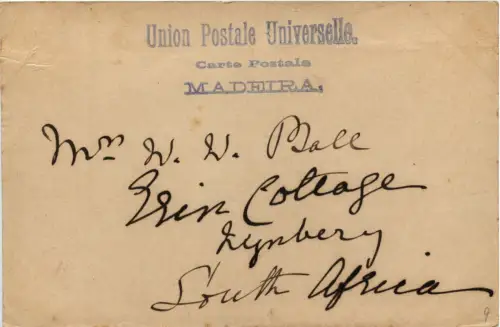 Union Postale Universelle.
Carte Postale
MADEIRA.
Mrs W. W. Ball
Erin Cottage
Wynberg
South Africa
9